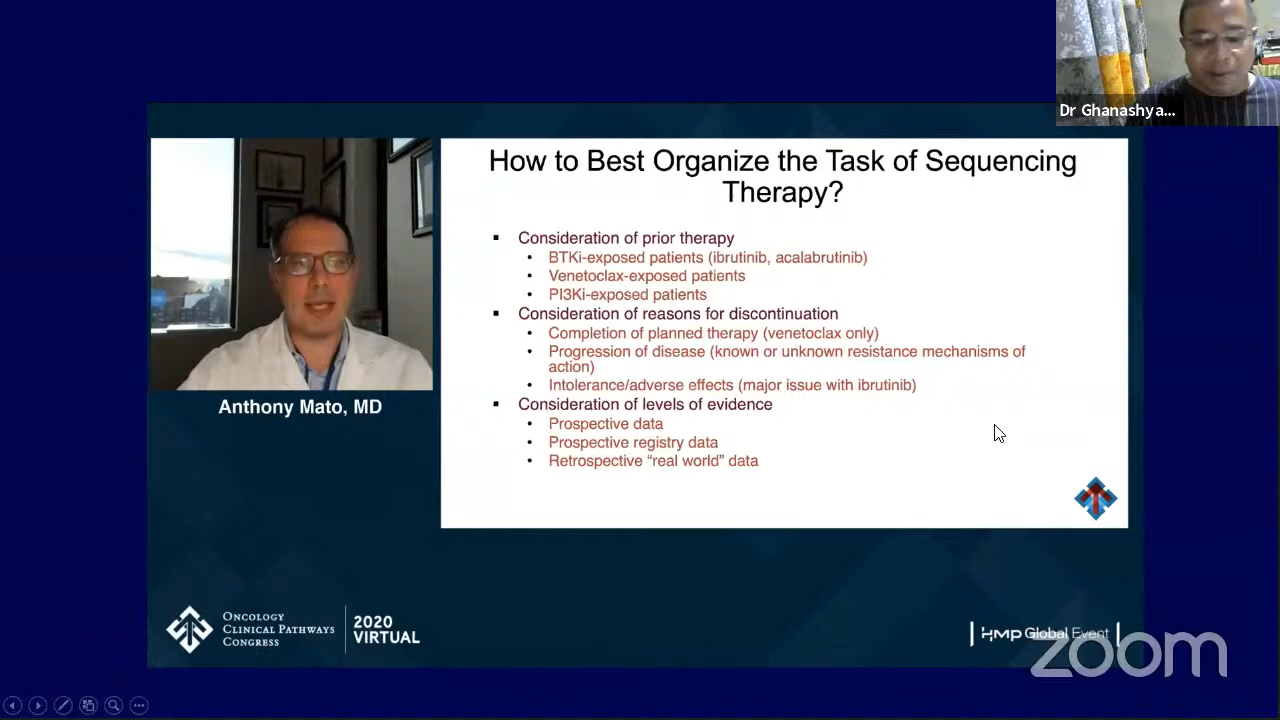 Dr Ghanashya...
How to Best Organize the Task of Sequencing
Therapy?
▪ Consideration of prior therapy
• BTKi-exposed patients (ibrutinib, acalabrutinib)
• Venetoclax-exposed patients
• PI3Ki-exposed patients
▪ Consideration of reasons for discontinuation
• Completion of planned therapy (venetoclax only)
• Progression of disease (known or unknown resistance mechanisms of
action)
• Intolerance/adverse effects (major issue with ibrutinib)
▪ Consideration of levels of evidence
• Prospective data
• Prospective registry data
• Retrospective “real world” data
Anthony Mato, MD
ONCOLOGY
CLINICAL PATHWAYS
CONGRESS
2020
VIRTUAL
HMP Global Event
zoom